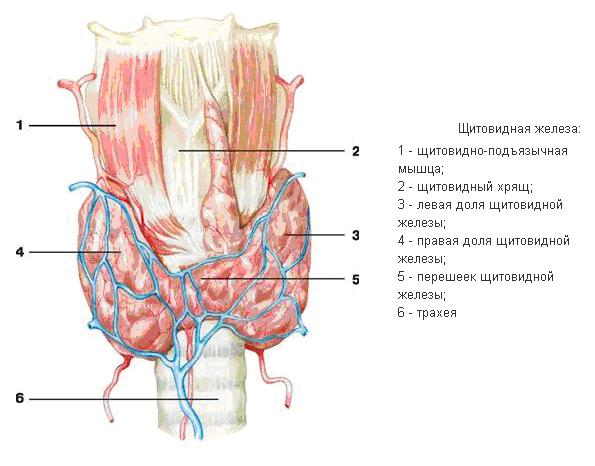 1
2
3
4
5
6
Щитовидная железа:
1 - щитовидно-подъязычная
мышца;
2 - щитовидный хрящ;
3 - левая доля щитовидной
железы;
4 - правая доля щитовидной
железы;
5 - перешеек щитовидной
железы;
6 - трахея